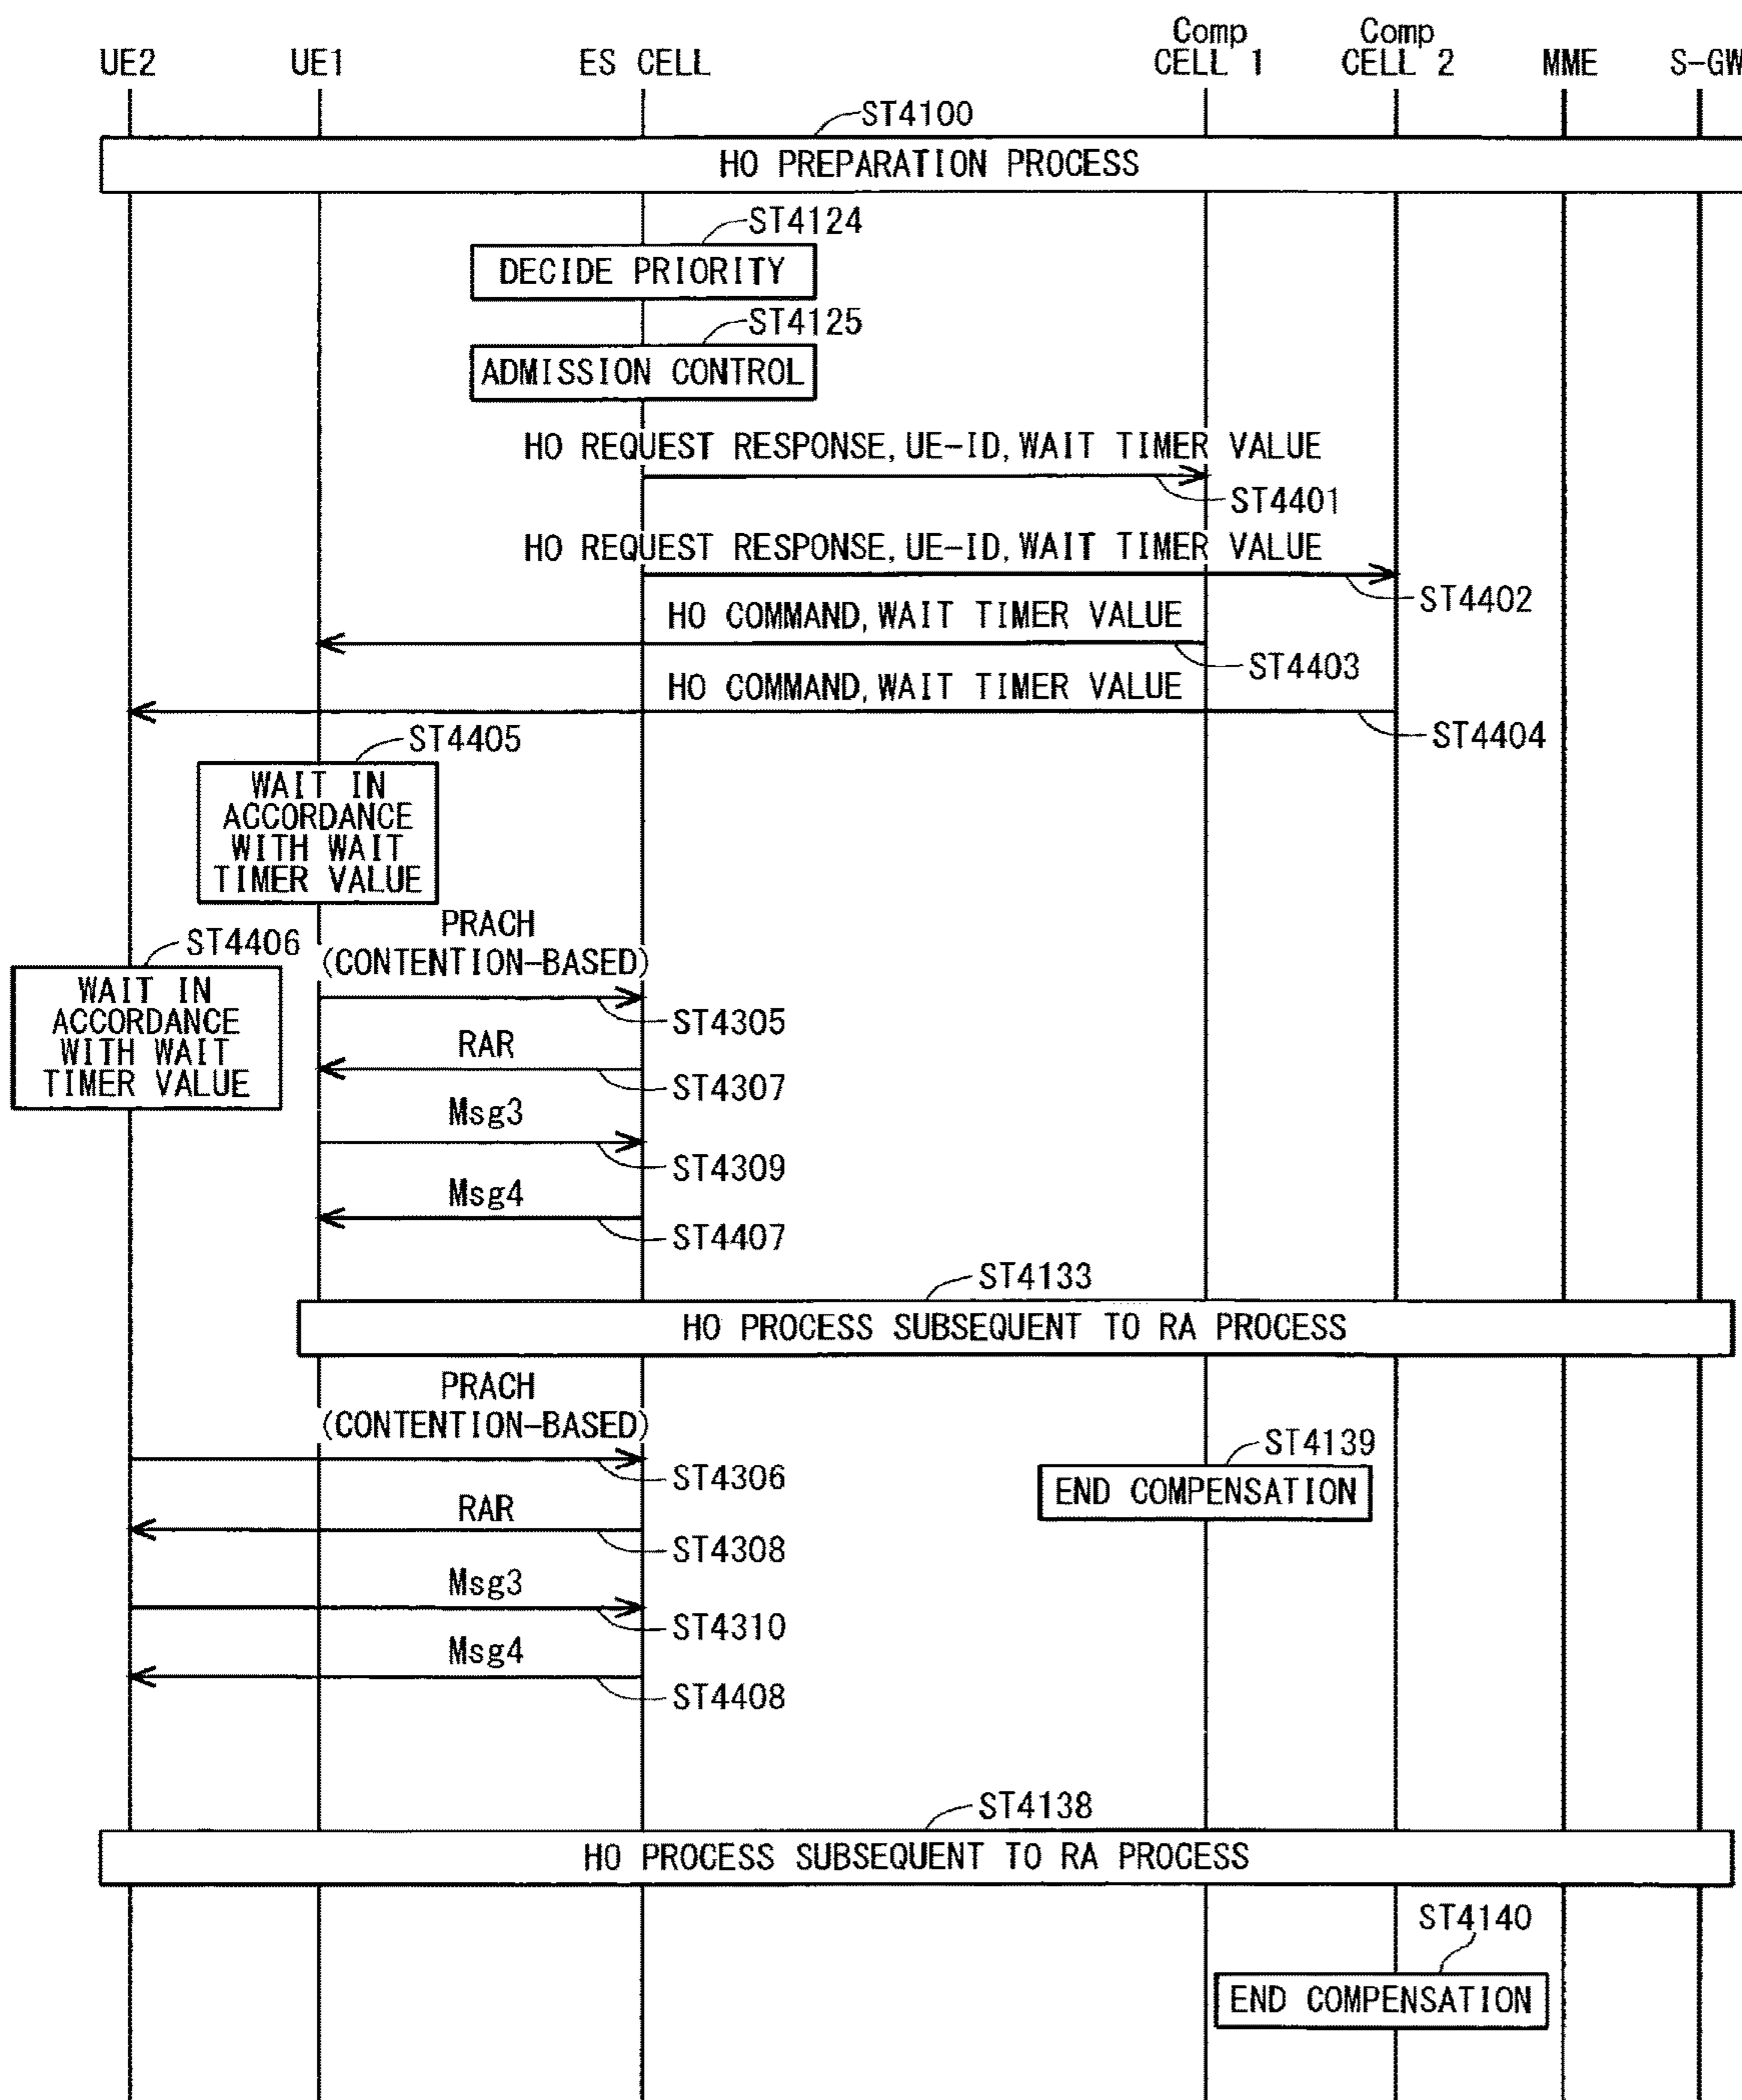 UE2
UE1
ES CELL
Comp
CELL 1
Comp
CELL 2
MME
S-GW
ST4100
HO PREPARATION PROCESS
ST4124
DECIDE PRIORITY
ST4125
ADMISSION CONTROL
HO REQUEST RESPONSE, UE-ID, WAIT TIMER VALUE
ST4401
HO REQUEST RESPONSE, UE-ID, WAIT TIMER VALUE
ST4402
HO COMMAND, WAIT TIMER VALUE
ST4403
HO COMMAND, WAIT TIMER VALUE
ST4404
ST4405
WAIT IN
ACCORDANCE
WITH WAIT
TIMER VALUE
ST4406
WAIT IN
ACCORDANCE
WITH WAIT
TIMER VALUE
PRACH
(CONTENTION-BASED)
ST4305
RAR
ST4307
Msg3
ST4309
Msg4
ST4407
ST4133
HO PROCESS SUBSEQUENT TO RA PROCESS
PRACH
(CONTENTION-BASED)
ST4306
ST4139
END COMPENSATION
RAR
ST4308
Msg3
ST4310
Msg4
ST4408
ST4138
HO PROCESS SUBSEQUENT TO RA PROCESS
ST4140
END COMPENSATION